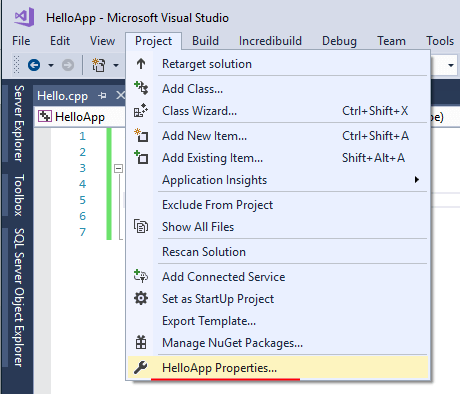 HelloApp - Microsoft Visual Studio
File Edit View Project Build Incredibuild Debug Team Tools
Server Explorer
Toolbox
SQL Server Object Explorer
Hello.cpp
HelloApp
1
2
3
4
5
6
7
Retarget solution
Add Class...
Class Wizard... Ctrl+Shift+X
Add New Item... Ctrl+Shift+A
Add Existing Item... Shift+Alt+A
Application Insights
Exclude From Project
Show All Files
Rescan Solution
Add Connected Service
Set as StartUp Project
Export Template...
Manage NuGet Packages...
HelloApp Properties...